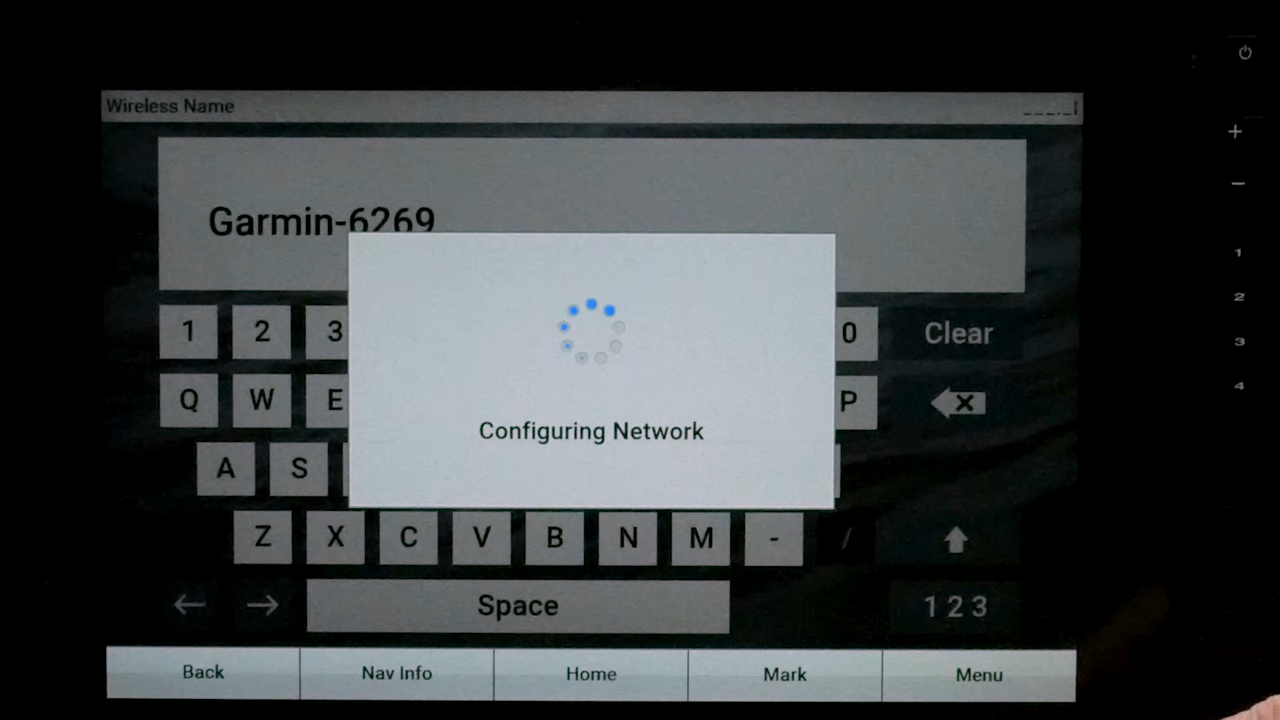 Wireless Name
Garmin-6269
1 2 3 0 Clear
Q W E P
A S
Configuring Network
Z X C V B N M - /
Space 1 2 3
Back Nav Info Home Mark Menu
+
-
1
2
3
4